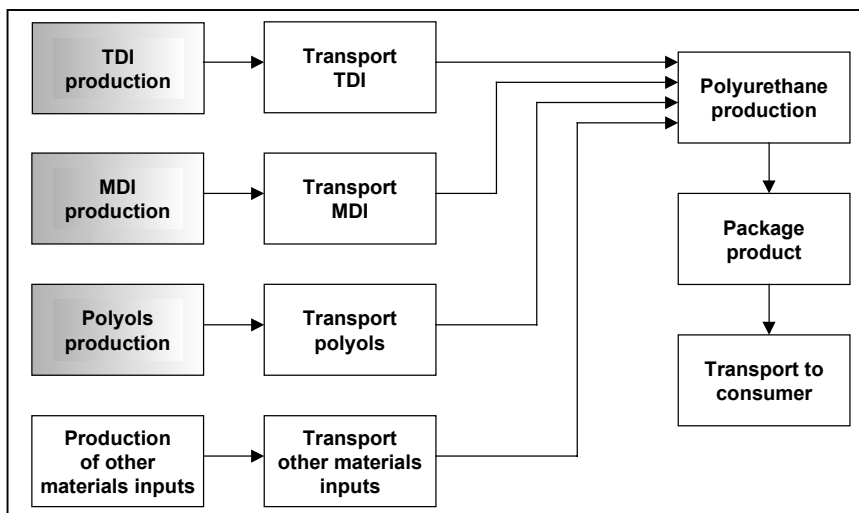 TDI
production
Transport
TDI
Polyurethane
production
MDI
production
Transport
MDI
Package
product
Polyols
production
Transport
polyols
Transport to
consumer
Production
of other
materials inputs
Transport
other materials
inputs